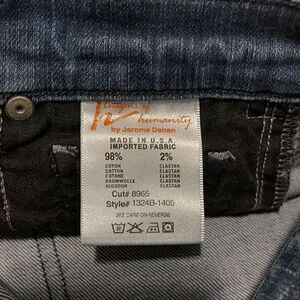 Citizens of
humanity
by Jerome Dahan
MADE IN U.S.A.
IMPORTED FABRIC
98% 2%
COTON ELASTAN
COTTON ELASTAN
COTONE ELASTAN
BAUMWOLLE ELASTAN
ALGODON ELASTAN
Cut# 8965
Style# 1324B-1405
SEE CARE ON REVERSE